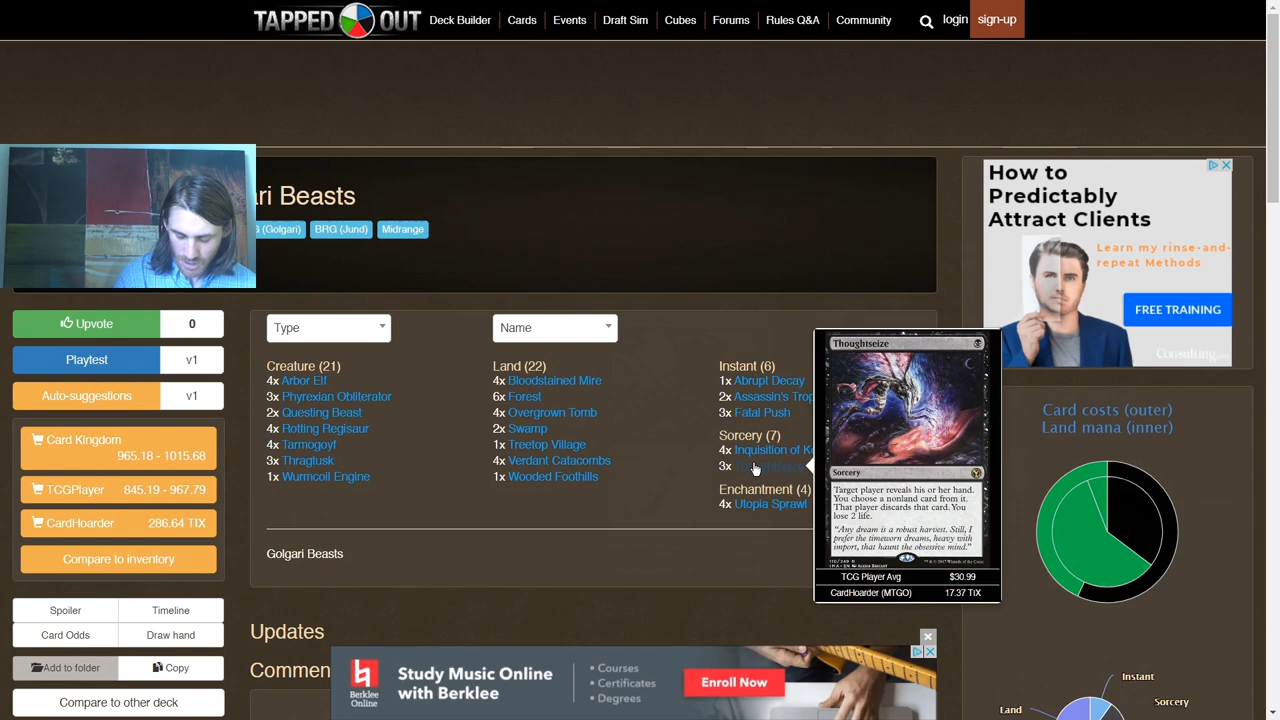 TAPPED OUT
Deck Builder
Cards
Events
Draft Sim
Cubes
Forums
Rules Q&A
Community
login
sign-up
ari Beasts
(Golgari)
BRG (Jund)
Midrange
Upvote
0
Playtest
v1
Auto-suggestions
v1
Card Kingdom
965.18 - 1015.68
TCGPlayer 845.19 - 967.79
CardHoarder 286.64 TIX
Compare to inventory
Spoiler
Timeline
Card Odds
Draw hand
Add to folder
Copy
Compare to other deck
Type
Name
Creature (21)
4x Arbor Elf
3x Phyrexian Obliterator
2x Questing Beast
4x Rotting Regisaur
4x Tarmogoyf
3x Thragtusk
1x Wurmcoil Engine
Land (22)
4x Bloodstained Mire
6x Forest
4x Overgrown Tomb
2x Swamp
1x Treetop Village
4x Verdant Catacombs
1x Wooded Foothills
Instant (6)
1x Abrupt Decay
2x Assassin's Trop
3x Fatal Push
Sorcery (7)
4x Inquisition of K
3x
Enchantment (4)
4x Utopia Sprawl
Thoughtseize
Sorcery
Target player reveals his or her hand.
You choose a nonland card from it.
That player discards that card. You
lose 2 life.
"Any dream is a robust harvest. Still, I
prefer the timeworn dreams, heavy with
import, that haunt the obsessive mind."
TCG Player Avg $30.99
CardHoarder (MTGO) 17.37 TIX
Golgari Beasts
Updates
Commen
How to
Predictably
Attract Clients
Learn my rinse-and-
repeat Methods
FREE TRAINING
Consulting.com
Card costs (outer)
Land mana (inner)
Instant
Sorcery
Land
Berklee
Online
Study Music Online
with Berklee
• Courses
• Certificates
• Degrees
Enroll Now